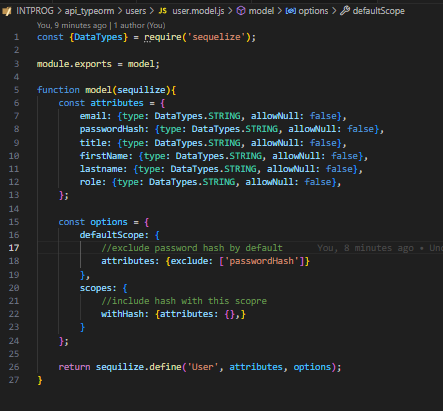 INTPROG > api_typeorm > users > JS user.model.js > model > options > defaultScope
You, 9 minutes ago | 1 author (You)
1 const {DataTypes} = require('sequelize');
2
3 module.exports = model;
4
5 function model(sequilize){
6 const attributes = {
7 email: {type: DataTypes.STRING, allowNull: false},
8 passwordHash: {type: DataTypes.STRING, allowNull: false},
9 title: {type: DataTypes.STRING, allowNull: false},
10 firstName: {type: DataTypes.STRING, allowNull: false},
11 lastname: {type: DataTypes.STRING, allowNull: false},
12 role: {type: DataTypes.STRING, allowNull: false},
13 };
14
15 const options = {
16 defaultScope: {
17 //exclude password hash by default You, 8 minutes ago • Un
18 attributes: {exclude: ['passwordHash']}
19 },
20 scopes: {
21 //include hash with this scopre
22 withHash: {attributes: {},}
23 }
24 };
25
26 return sequilize.define('User', attributes, options);
27 }